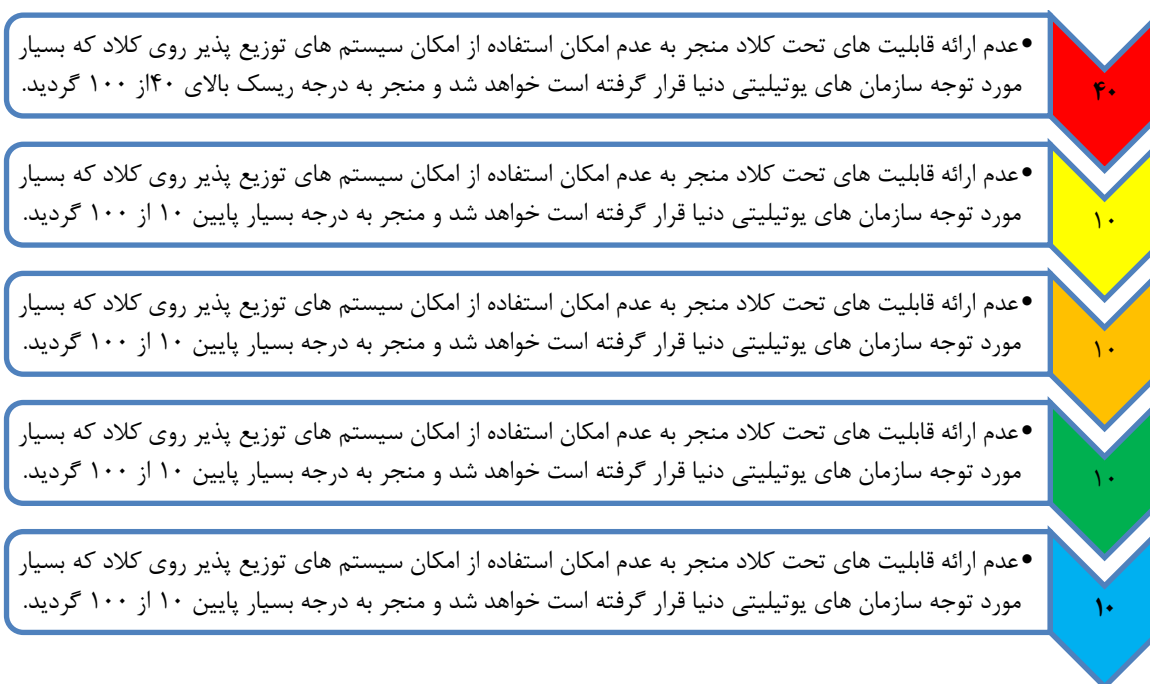 •عدم ارائه قابلیت های تحت کلاد منجر به عدم امکان استفاده از امکان سیستم های توزیع پذیر روی کلاد که بسیار
مورد توجه سازمان های یوتیلیتی دنیا قرار گرفته است خواهد شد و منجر به درجه ریسک بالای ۴۰از ۱۰۰ گردید.
۴۰
•عدم ارائه قابلیت های تحت کلاد منجر به عدم امکان استفاده از امکان سیستم های توزیع پذیر روی کلاد که بسیار
مورد توجه سازمان های یوتیلیتی دنیا قرار گرفته است خواهد شد و منجر به درجه بسیار پایین ۱۰ از ۱۰۰ گردید.
۱۰
•عدم ارائه قابلیت های تحت کلاد منجر به عدم امکان استفاده از امکان سیستم های توزیع پذیر روی کلاد که بسیار
مورد توجه سازمان های یوتیلیتی دنیا قرار گرفته است خواهد شد و منجر به درجه بسیار پایین ۱۰ از ۱۰۰ گردید.
۱۰
•عدم ارائه قابلیت های تحت کلاد منجر به عدم امکان استفاده از امکان سیستم های توزیع پذیر روی کلاد که بسیار
مورد توجه سازمان های یوتیلیتی دنیا قرار گرفته است خواهد شد و منجر به درجه بسیار پایین ۱۰ از ۱۰۰ گردید.
۱۰
•عدم ارائه قابلیت های تحت کلاد منجر به عدم امکان استفاده از امکان سیستم های توزیع پذیر روی کلاد که بسیار
مورد توجه سازمان های یوتیلیتی دنیا قرار گرفته است خواهد شد و منجر به درجه بسیار پایین ۱۰ از ۱۰۰ گردید.
۱۰